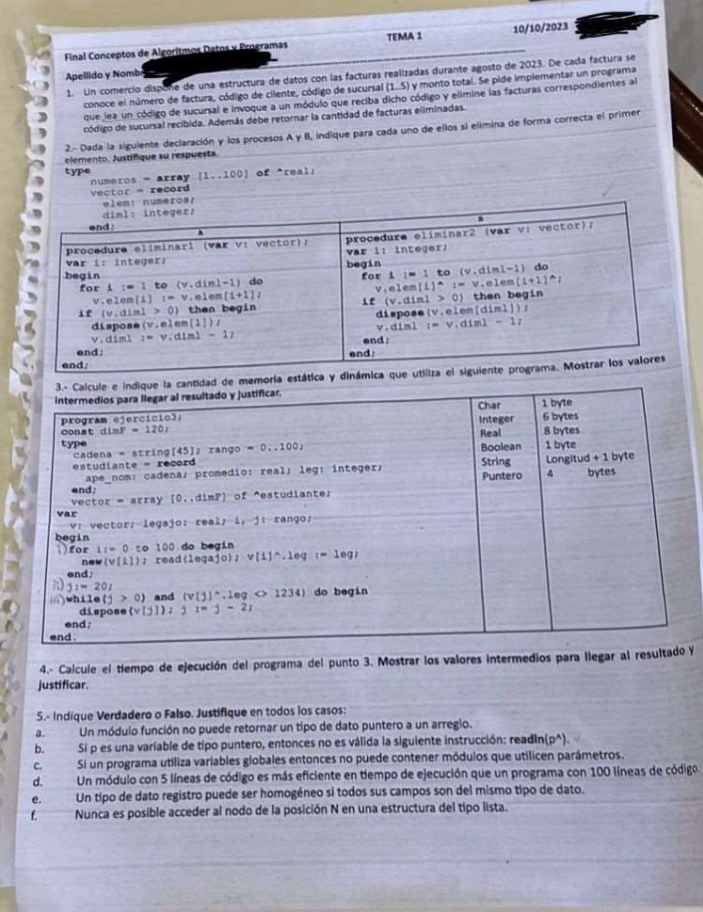 Final Conceptos de Algoritmos Datos y Programas TEMA 1 10/10/2023
Apellido y Nomb
1. Un comercio dispone de una estructura de datos con las facturas realizadas durante agosto de 2023. De cada factura se
conoce el número de factura, código de cliente, código de sucursal (1..5) y monto total. Se pide implementar un programa
que lea un código de sucursal e invoque a un módulo que reciba dicho código y elimine las facturas correspondientes al
código de sucursal recibida. Además debe retornar la cantidad de facturas eliminadas.
2.- Dada la siguiente declaración y los procesos A y B, indique para cada uno de ellos si elimina de forma correcta el primer
elemento. Justifique su respuesta.
type
numeros = array [1..100] of ^real;
vector = record
elem: numeros;
diml: integer;
end;
A
procedure eliminar1 (var v: vector);
var i: integer;
begin
for i := 1 to (v.diml-1) do
v.elem[i] := v.elem[i+1];
if (v.diml > 0) then begin
dispose(v.elem[1]);
v.diml := v.diml - 1;
end;
end;
B
procedure eliminar2 (var v: vector);
var i: integer;
begin
for i := 1 to (v.diml-1) do
v.elem[i]^ := v.elem[i+1]^;
if (v.diml > 0) then begin
dispose(v.elem[diml]);
v.diml := v.diml - 1;
end;
end;
3.- Calcule e indique la cantidad de memoria estática y dinámica que utiliza el siguiente programa. Mostrar los valores
intermedios para llegar al resultado y justificar.
program ejercicio3;
const dimF = 120;
type
cadena = string[45]; rango = 0..100;
estudiante = record
ape_nom: cadena; promedio: real; leg: integer;
end;
vector = array [0..dimF] of ^estudiante;
var
v: vector; legajo: real; i, j: rango;
begin
i) for i:= 0 to 100 do begin
new(v[i]); read(legajo); v[i]^.leg := leg;
end;
ii) j:= 20;
iii) while (j > 0) and (v[j]^.leg <> 1234) do begin
dispose(v[j]); j := j - 2;
end;
end.
Char 1 byte
Integer 6 bytes
Real 8 bytes
Boolean 1 byte
String Longitud + 1 byte
Puntero 4 bytes
4.- Calcule el tiempo de ejecución del programa del punto 3. Mostrar los valores intermedios para llegar al resultado y
justificar.
5.- Indique Verdadero o Falso. Justifique en todos los casos:
a. Un módulo función no puede retornar un tipo de dato puntero a un arreglo.
b. Si p es una variable de tipo puntero, entonces no es válida la siguiente instrucción: readln(p^).
c. Si un programa utiliza variables globales entonces no puede contener módulos que utilicen parámetros.
d. Un módulo con 5 líneas de código es más eficiente en tiempo de ejecución que un programa con 100 líneas de código.
e. Un tipo de dato registro puede ser homogéneo si todos sus campos son del mismo tipo de dato.
f. Nunca es posible acceder al nodo de la posición N en una estructura del tipo lista.